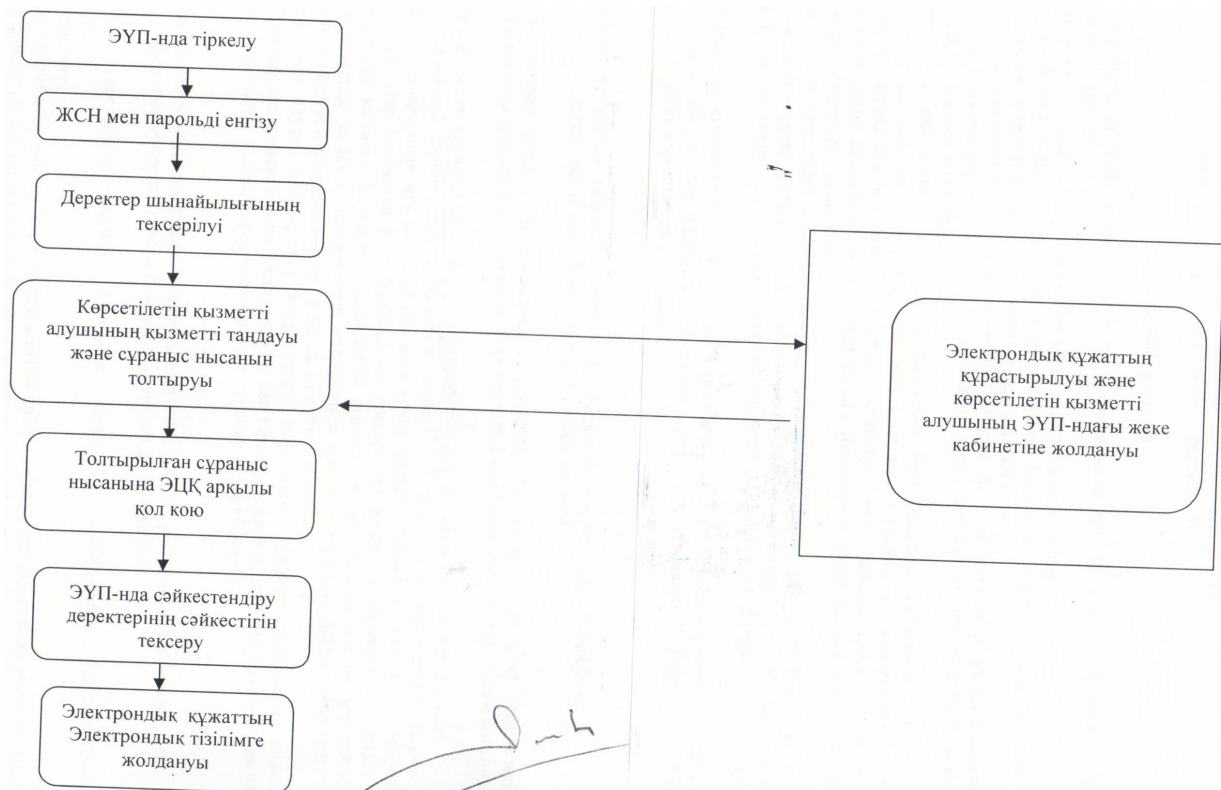 ЭҮП-нда тіркелу
ЖСН мен парольді енгізу
Деректер шынайылығының
тексерілуі
Көрсетілетін қызметті
алушының қызметті таңдауы
және сұраныс нысанын
толтыруы
Толтырылған сұраныс
нысанына ЭЦҚ арқылы
қол қою
ЭҮП-нда сәйкестендіру
деректерінің сәйкестігін
тексеру
Электрондық құжаттың
Электрондық тізілімге
жолдануы
Электрондық құжаттың
құрастырылуы және
көрсетілетін қызметті
алушының ЭҮП-ндағы жеке
кабинетіне жолдануы